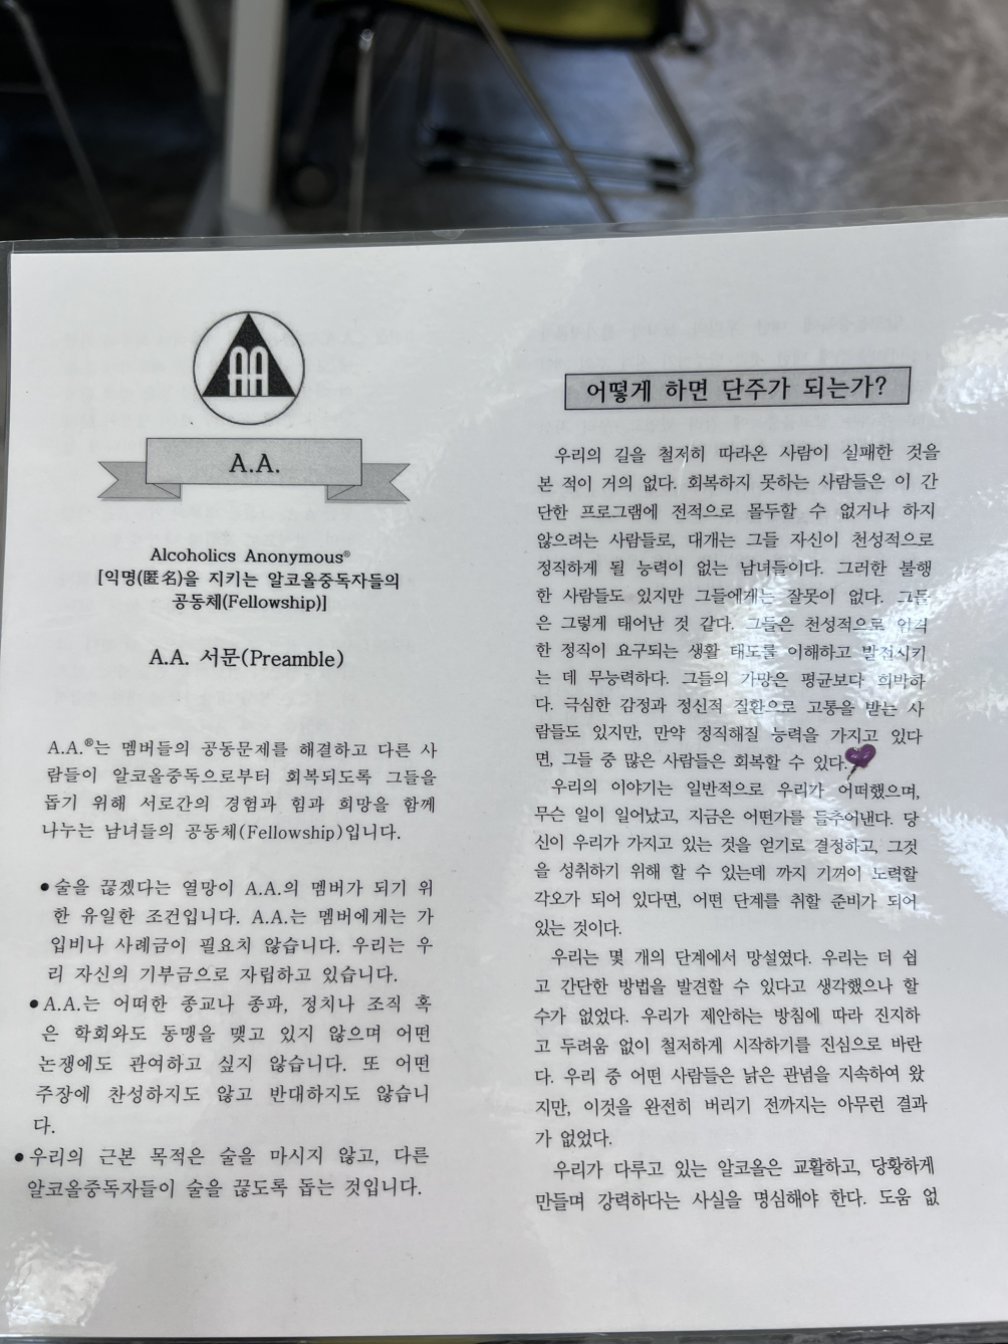 AA
A.A.
Alcoholics Anonymous®
[익명(匿名)을 지키는 알코올중독자들의
공동체(Fellowship)]
A.A. 서문(Preamble)
A.A.®는 멤버들의 공동문제를 해결하고 다른 사
람들이 알코올중독으로부터 회복되도록 그들을
돕기 위해 서로간의 경험과 힘과 희망을 함께
나누는 남녀들의 공동체(Fellowship)입니다.
● 술을 끊겠다는 열망이 A.A.의 멤버가 되기 위
한 유일한 조건입니다. A.A.는 멤버에게는 가
입비나 사례금이 필요치 않습니다. 우리는 우
리 자신의 기부금으로 자립하고 있습니다.
● A.A.는 어떠한 종교나 종파, 정치나 조직 혹
은 학회와도 동맹을 맺고 있지 않으며 어떤
논쟁에도 관여하고 싶지 않습니다. 또 어떤
주장에 찬성하지도 않고 반대하지도 않습니
다.
● 우리의 근본 목적은 술을 마시지 않고, 다른
알코올중독자들이 술을 끊도록 돕는 것입니다.
어떻게 하면 단주가 되는가?
우리의 길을 철저히 따라온 사람이 실패한 것을
본 적이 거의 없다. 회복하지 못하는 사람들은 이 간
단한 프로그램에 전적으로 몰두할 수 없거나 하지
않으려는 사람들로, 대개는 그들 자신이 천성적으로
정직하게 될 능력이 없는 남녀들이다. 그러한 불행
한 사람들도 있지만 그들에게는 잘못이 없다. 그들
은 그렇게 태어난 것 같다. 그들은 천성적으로 엄격
한 정직이 요구되는 생활 태도를 이해하고 발전시키
는 데 무능력하다. 그들의 가망은 평균보다 희박하
다. 극심한 감정과 정신적 질환으로 고통을 받는 사
람들도 있지만, 만약 정직해질 능력을 가지고 있다
면, 그들 중 많은 사람들은 회복할 수 있다.
우리의 이야기는 일반적으로 우리가 어떠했으며,
무슨 일이 일어났고, 지금은 어떤가를 들추어낸다. 당
신이 우리가 가지고 있는 것을 얻기로 결정하고, 그것
을 성취하기 위해 할 수 있는데 까지 기꺼이 노력할
각오가 되어 있다면, 어떤 단계를 취할 준비가 되어
있는 것이다.
우리는 몇 개의 단계에서 망설였다. 우리는 더 쉽
고 간단한 방법을 발견할 수 있다고 생각했으나 할
수가 없었다. 우리가 제안하는 방침에 따라 진지하
고 두려움 없이 철저하게 시작하기를 진심으로 바란
다. 우리 중 어떤 사람들은 낡은 관념을 지속하여 왔
지만, 이것을 완전히 버리기 전까지는 아무런 결과
가 없었다.
우리가 다루고 있는 알코올은 교활하고, 당황하게
만들며 강력하다는 사실을 명심해야 한다. 도움 없